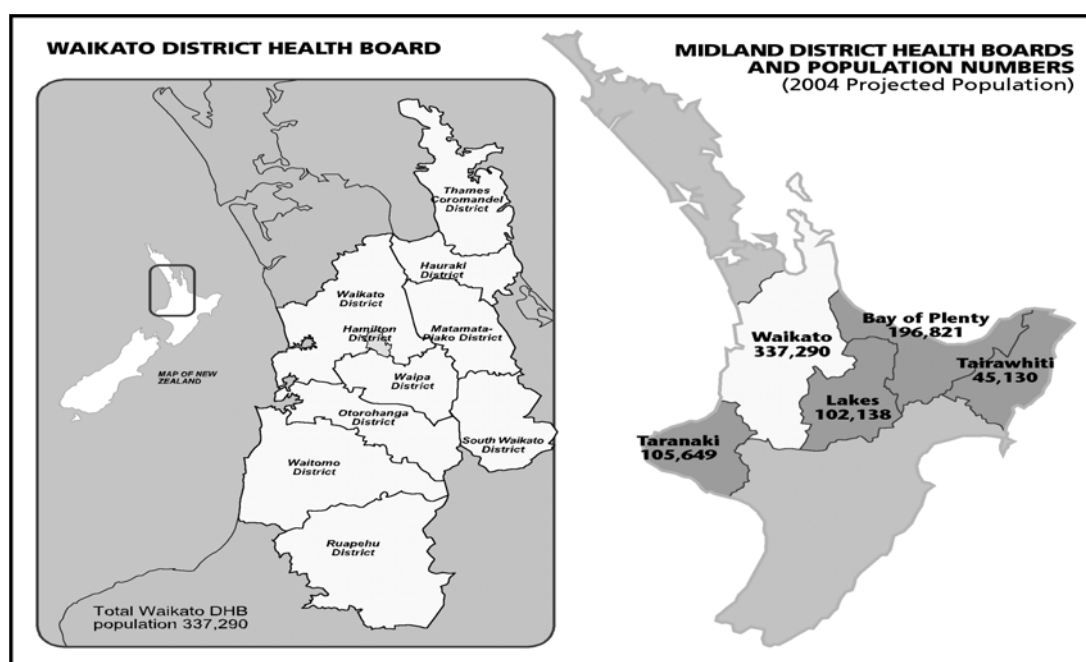 WAIKATO DISTRICT HEALTH BOARD
Thames
Coromandel
District
Hauraki
District
Waikato
District
Hamilton
District
Matamata-
Piako District
Waipa
District
Otorohanga
District
South Waikato
District
Waitomo
District
Ruapehu
District
MAP OF NEW
ZEALAND
Total Waikato DHB
population 337,290
MIDLAND DISTRICT HEALTH BOARDS
AND POPULATION NUMBERS
(2004 Projected Population)
Waikato
337,290
Bay of Plenty
196,821
Tairawhiti
45,130
Lakes
102,138
Taranaki
105,649